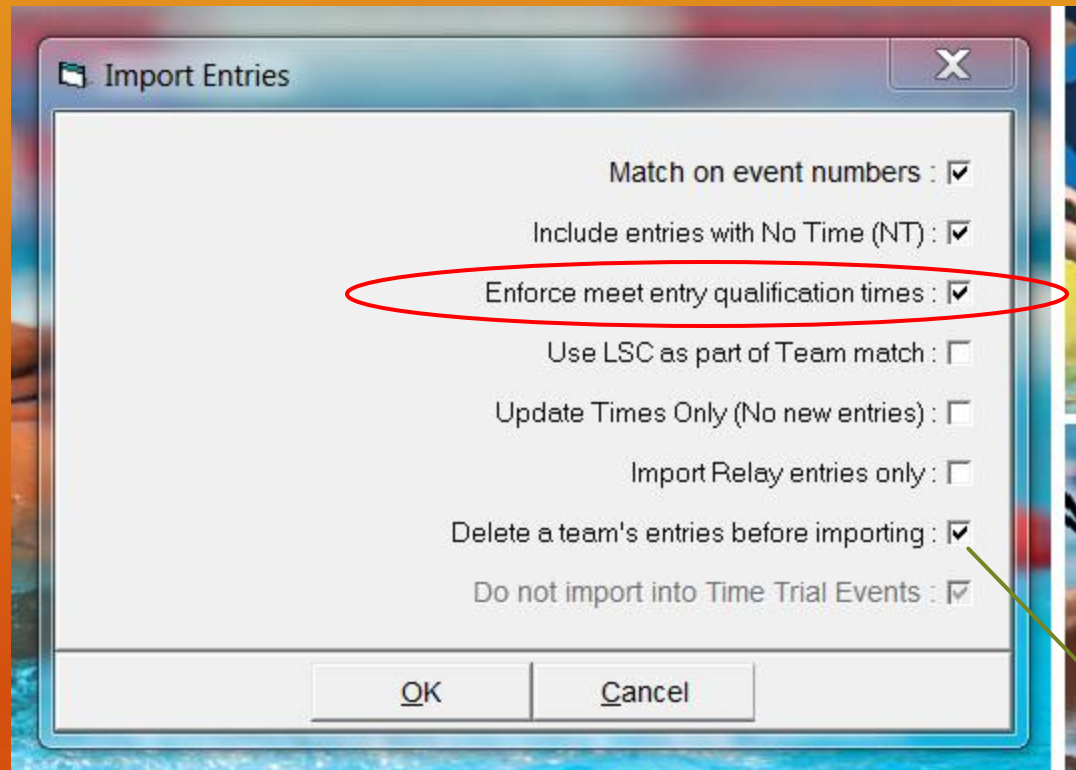 Import Entries
Match on event numbers :
Include entries with No Time (NT) :
Enforce meet entry qualification times :
Use LSC as part of Team match :
Update Times Only (No new entries) :
Import Relay entries only :
Delete a team's entries before importing :
Do not import into Time Trial Events :
OK Cancel